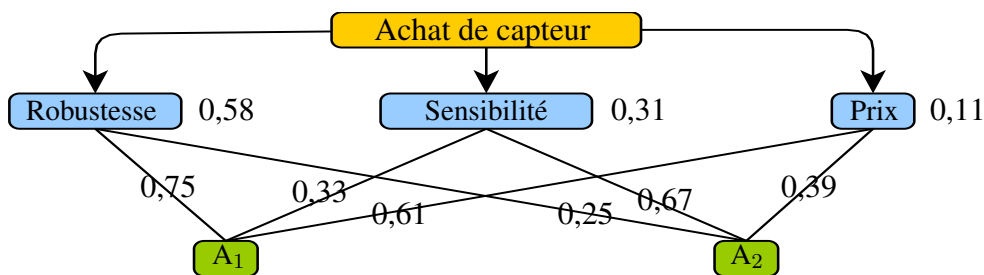 Achat de capteur
Robustesse 0,58 Sensibilité 0,31 Prix 0,11
0,75 0,33 0,61 0,25 0,67 0,39
A₁ A₂